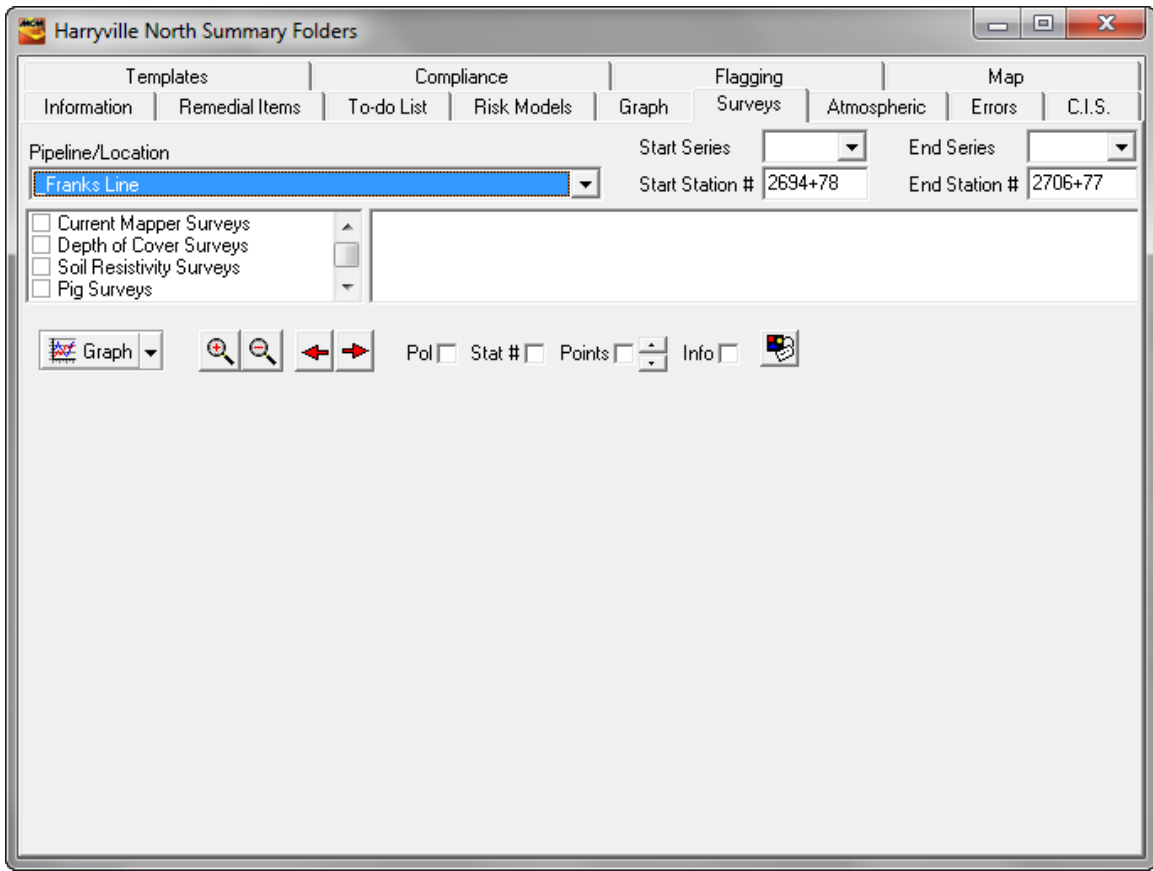 MCM
Harryville North Summary Folders
Templates Compliance Flagging Map
Information Remedial Items To-do List Risk Models Graph Surveys Atmospheric Errors C.I.S.
Pipeline/Location
Start Series End Series
_Franks Line
Start Station # 2694+78 End Station # 2706+77
Current Mapper Surveys
Depth of Cover Surveys
Soil Resistivity Surveys
Pig Surveys
Graph Pol Stat # Points Info